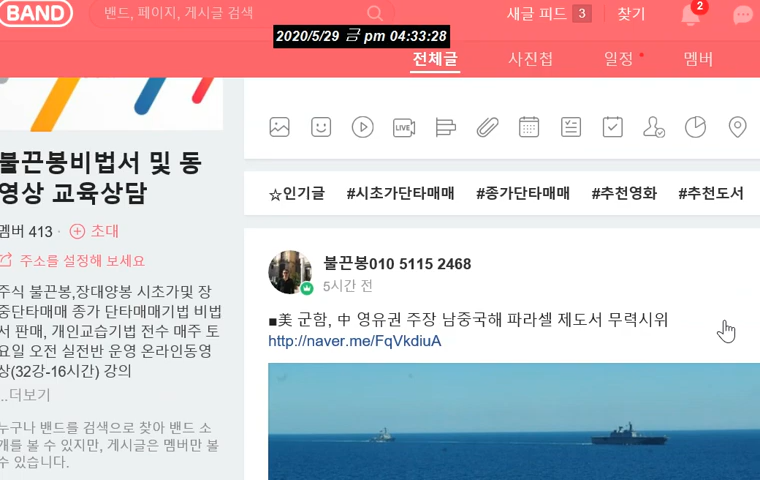 BAND
밴드, 페이지, 게시글 검색
새글 피드 3
찾기
2
2020/5/29 금 pm 04:33:28
전체글
사진첩
일정
멤버
LIVE
불끈봉비법서 및 동
영상 교육상담
멤버 413 · 초대
주소를 설정해 보세요
주식 불끈봉,장대양봉 시초가및 장
중단타매매 종가 단타매매기법 비법
서 판매, 개인교습기법 전수 매주 토
요일 오전 실전반 운영 온라인동영
상(32강-16시간) 강의
...더보기
누구나 밴드를 검색으로 찾아 밴드 소
개를 볼 수 있지만, 게시글은 멤버만 볼
수 있습니다.
☆인기글
#시초가단타매매
#종가단타매매
#추천영화
#추천도서
불끈봉010 5115 2468
5시간 전
■美 군함, 中 영유권 주장 남중국해 파라셀 제도서 무력시위
http://naver.me/FqVkdiuA